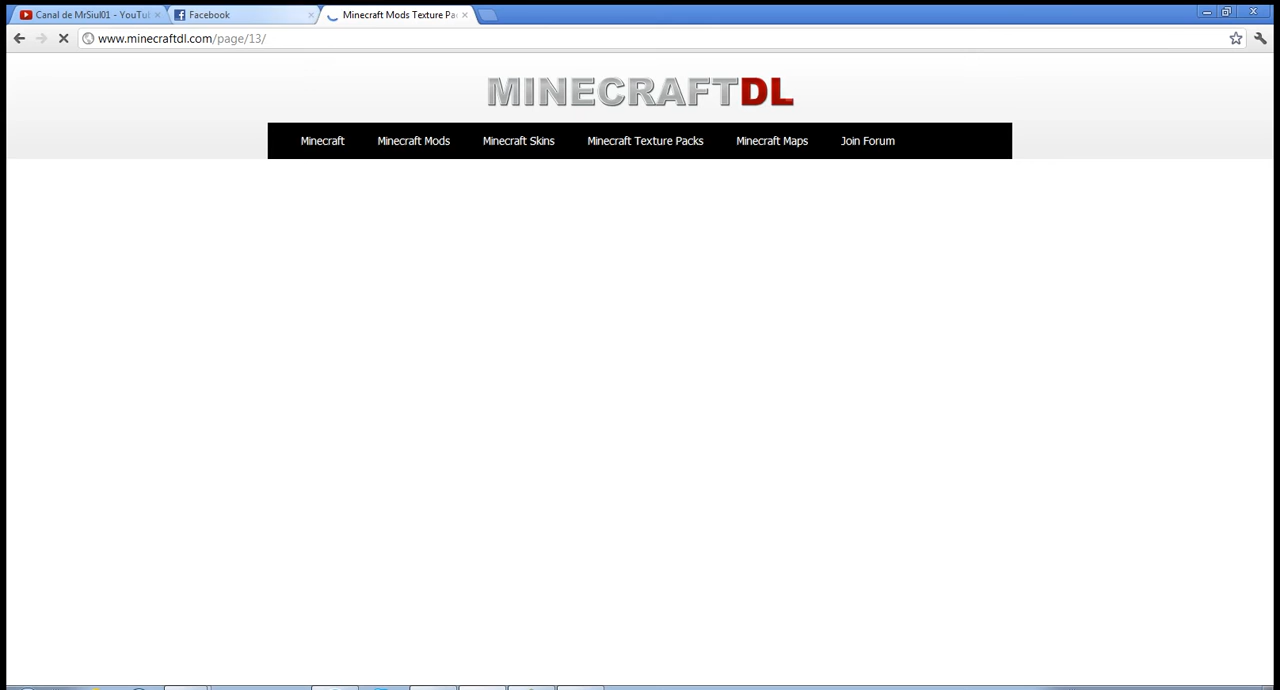 Canal de MrSiul01 - YouTu
Facebook
Minecraft Mods Texture Pa
www.minecraftdl.com/page/13/
MINECRAFTDL
Minecraft Minecraft Mods Minecraft Skins Minecraft Texture Packs Minecraft Maps Join Forum